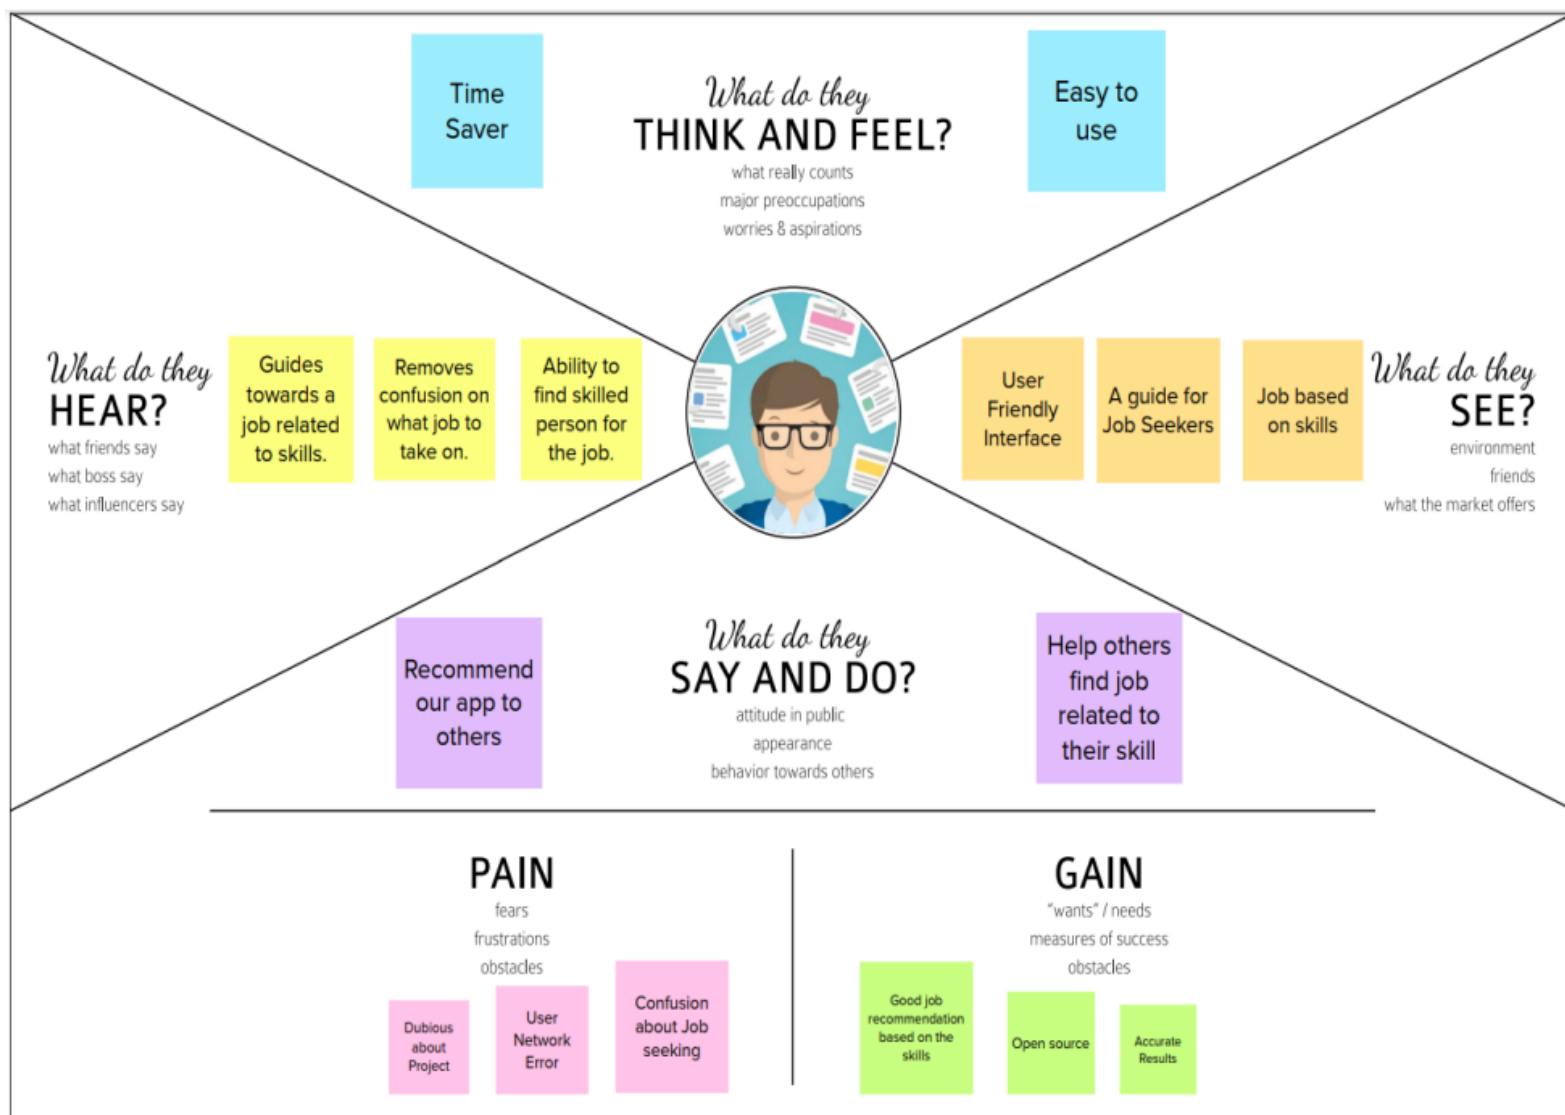 Time
Saver
What do they
THINK AND FEEL?
what really counts
major preoccupations
worries & aspirations
Easy to
use
What do they
HEAR?
what friends say
what boss say
what influencers say
Guides
towards a
job related
to skills.
Removes
confusion on
what job to
take on.
Ability to
find skilled
person for
the job.
User
Friendly
Interface
A guide for
Job Seekers
Job based
on skills
What do they
SEE?
environment
friends
what the market offers
Recommend
our app to
others
What do they
SAY AND DO?
attitude in public
appearance
behavior towards others
Help others
find job
related to
their skill
PAIN
fears
frustrations
obstacles
Dubious
about
Project
User
Network
Error
Confusion
about Job
seeking
GAIN
"wants" / needs
measures of success
obstacles
Good job
recommendation
based on the
skills
Open source
Accurate
Results